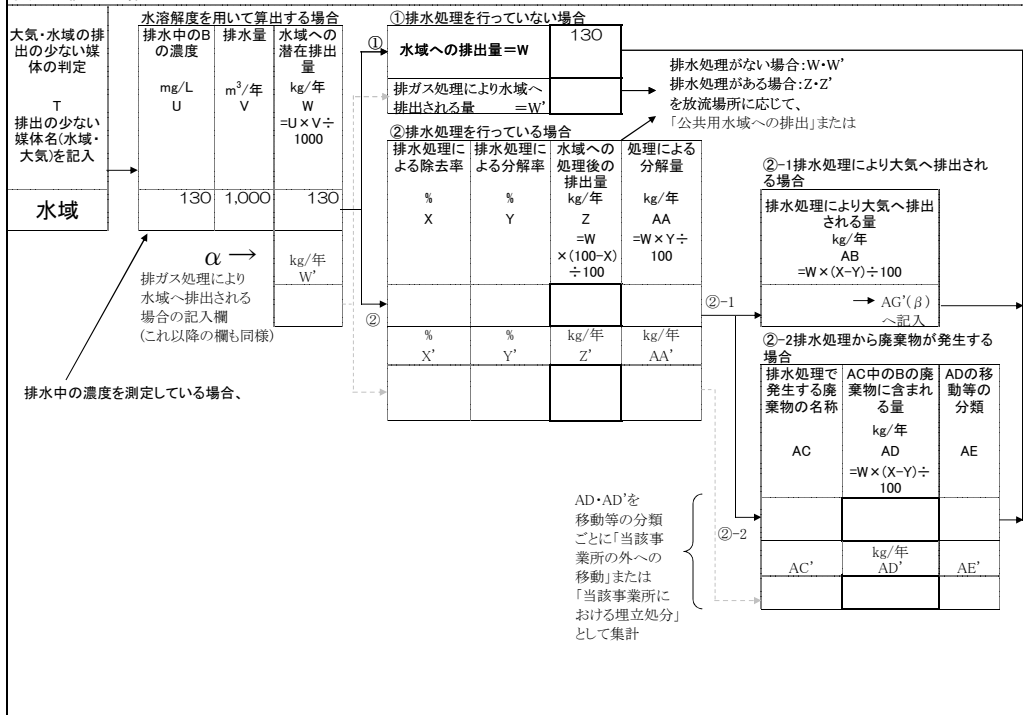 水溶解度を用いて算出する場合
大気・水域の排
出の少ない媒
体の判定
T
排出の少ない
媒体名(水域・
大気)を記入
水域
排水中のB
の濃度
mg/L
U
130
排水量
m³/年
V
1,000
水域への
潜在排出
量
kg/年
W
=U×V÷
1000
130
α →
kg/年
W'
排ガス処理により
水域へ排出される
場合の記入欄
(これ以降の欄も同様)
排水中の濃度を測定している場合、
①
②
①排水処理を行っていない場合
水域への排出量=W
130
排ガス処理により水域へ
排出される量 =W'
排水処理がない場合:W・W'
排水処理がある場合:Z・Z'
を放流場所に応じて、
「公共用水域への排出」または
②排水処理を行っている場合
排水処理に
よる除去率
%
X
排水処理に
よる分解率
%
Y
水域への
処理後の
排出量
kg/年
Z
=W
×(100-X)
÷100
処理による
分解量
kg/年
AA
=W×Y÷
100
%
X'
%
Y'
kg/年
Z'
kg/年
AA'
②-1
②-1排水処理により大気へ排出され
る場合
排水処理により大気へ排出
される量
kg/年
AB
=W×(X-Y)÷100
→ AG'(β)
へ記入
②-2排水処理から廃棄物が発生する
場合
排水処理で
発生する廃
棄物の名称
AC
AC中のBの廃
棄物に含まれ
る量
kg/年
AD
=W×(X-Y)÷
100
ADの移
動等の
分類
AE
AC'
kg/年
AD'
AE'
②-2
AD・AD'を
移動等の分類
ごとに「当該事
業所の外への
移動」または
「当該事業所に
おける埋立処分」
として集計